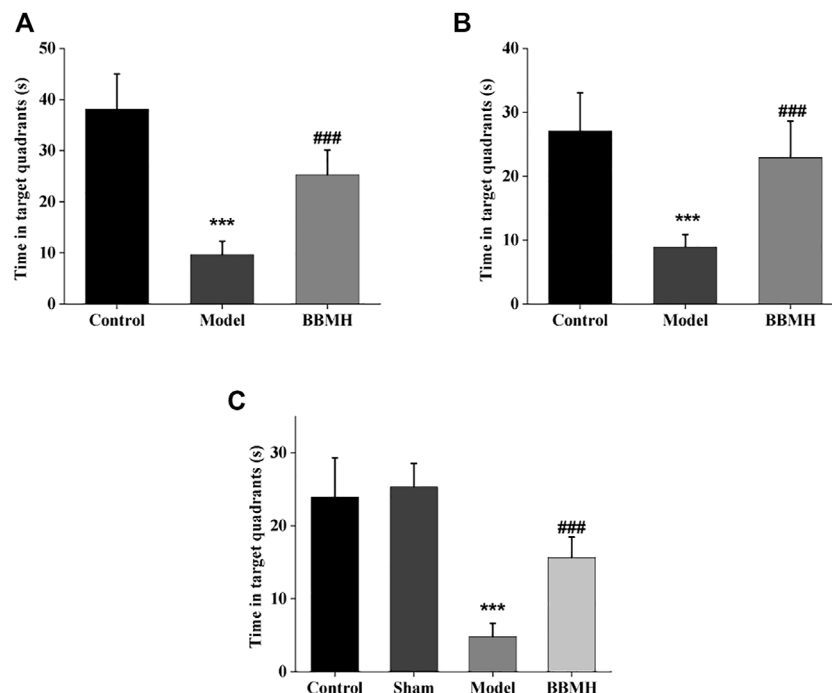 A
Time in target quadrants (s)
50
40
30
20
10
0
***
###
Control Model BBMH
B
Time in target quadrants (s)
40
30
20
10
0
***
###
Control Model BBMH
C
Time in target quadrants (s)
30
20
10
0
***
###
Control Sham Model BBMH